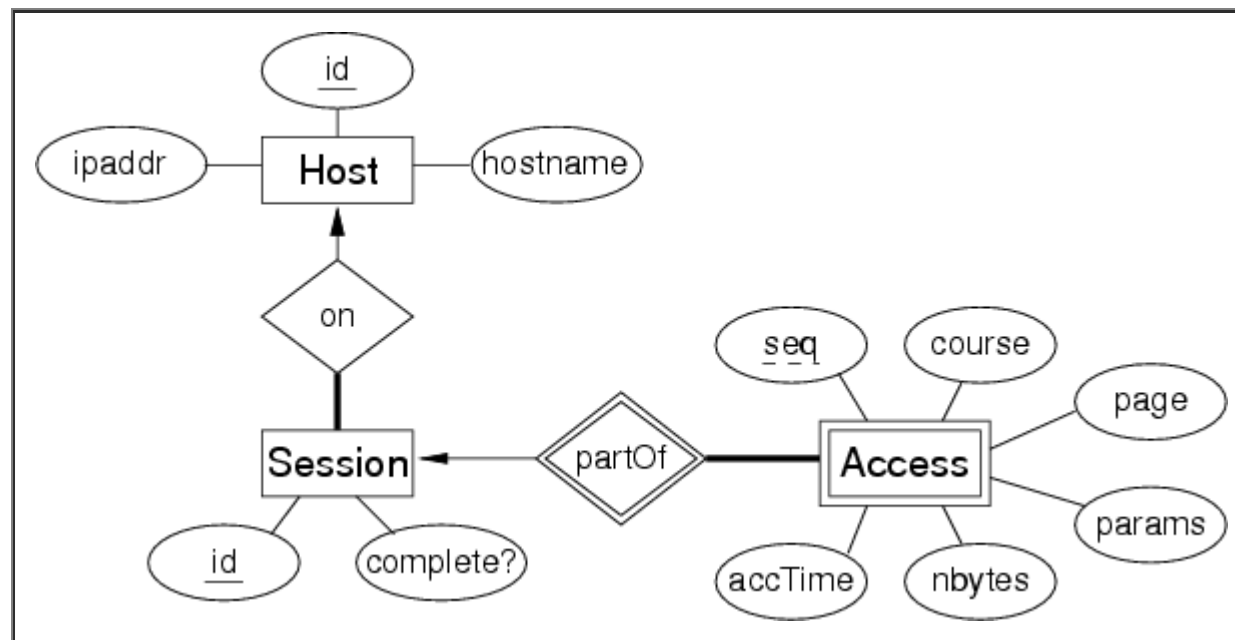 id
ipaddr
Host
hostname
on
seq
course
page
Session
partOf
Access
params
id
complete?
accTime
nbytes